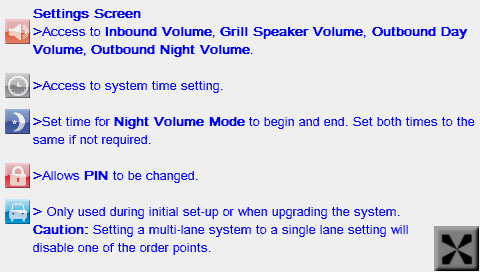 Settings Screen
>Access to Inbound Volume, Grill Speaker Volume, Outbound Day
Volume, Outbound Night Volume.
>Access to system time setting.
>Set time for Night Volume Mode to begin and end. Set both times to the
same if not required.
>Allows PIN to be changed.
> Only used during initial set-up or when upgrading the system.
Caution: Setting a multi-lane system to a single lane setting will
disable one of the order points.